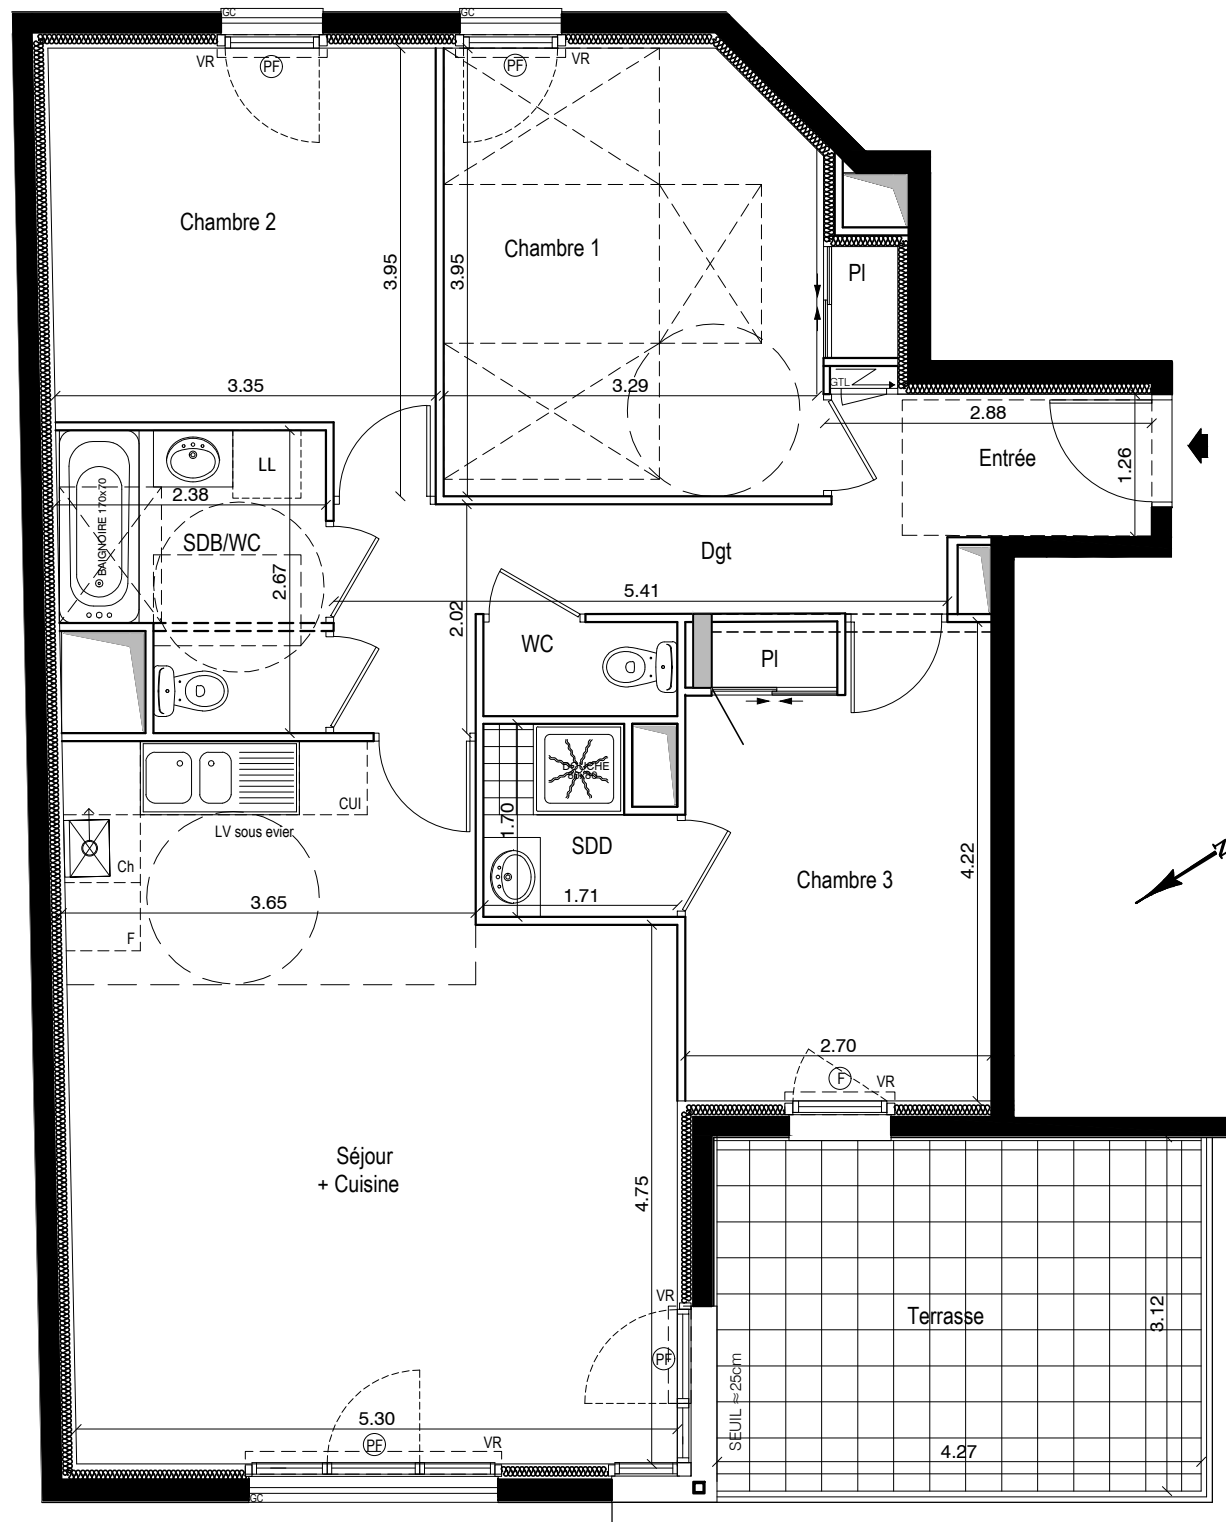 GC
GC
VR
PF
PF
VR
Chambre 2
Chambre 1
3.95
3.95
Pl
GTL
3.35
3.29
2.88
Entrée
1.26
LL
2.38
BAIGNOIRE 170x70
SDB/WC
2.67
Dgt
5.41
2.02
WC
Pl
DOUCHE
80x80
CUI
LV sous evier
1.70
SDD
Ch
Chambre 3
4.22
1.71
3.65
F
2.70
F
VR
Séjour
+ Cuisine
4.75
VR
PF
Terrasse
3.12
SEUIL ≈25cm
5.30
PF
VR
4.27
GC